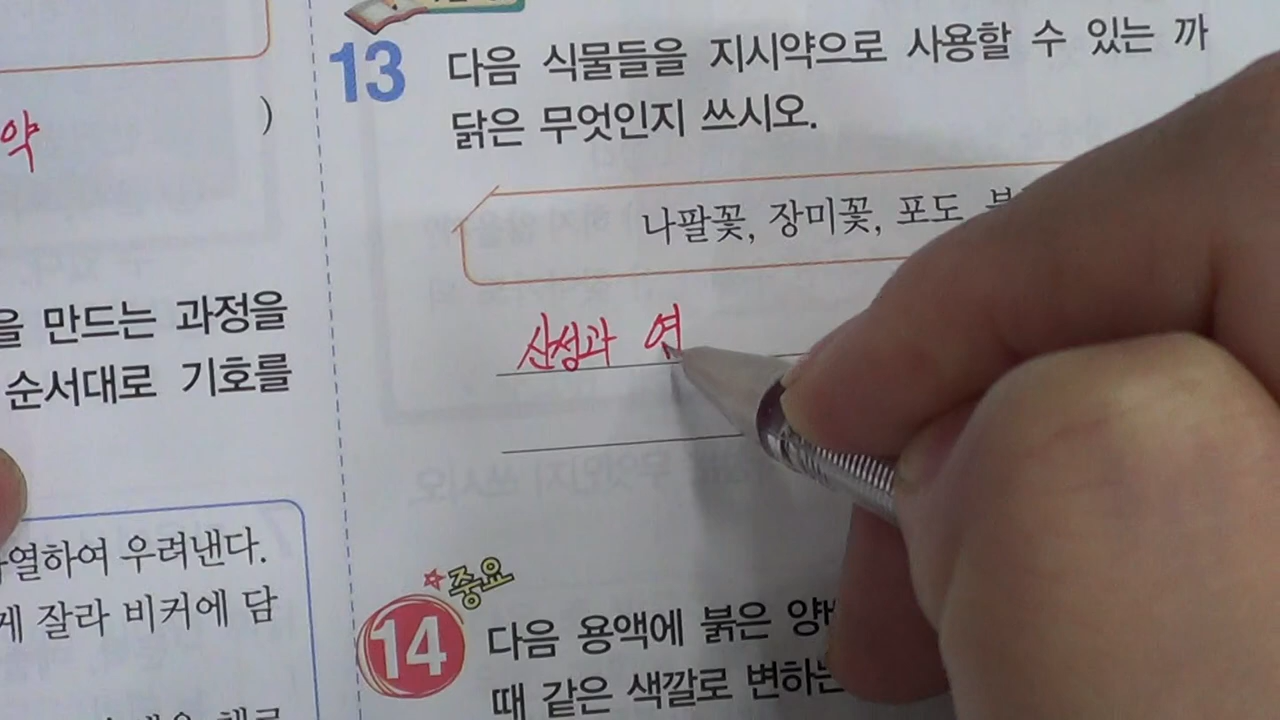 약 )
을 만드는 과정을
순서대로 기호를
열하여 우려낸다.
게 잘라 비커에 담
13 다음 식물들을 지시약으로 사용할 수 있는 까
닭은 무엇인지 쓰시오.
나팔꽃, 장미꽃, 포도
산성과 여
중요
14 다음 용액에 붉은
때 같은 색깔로 변하는